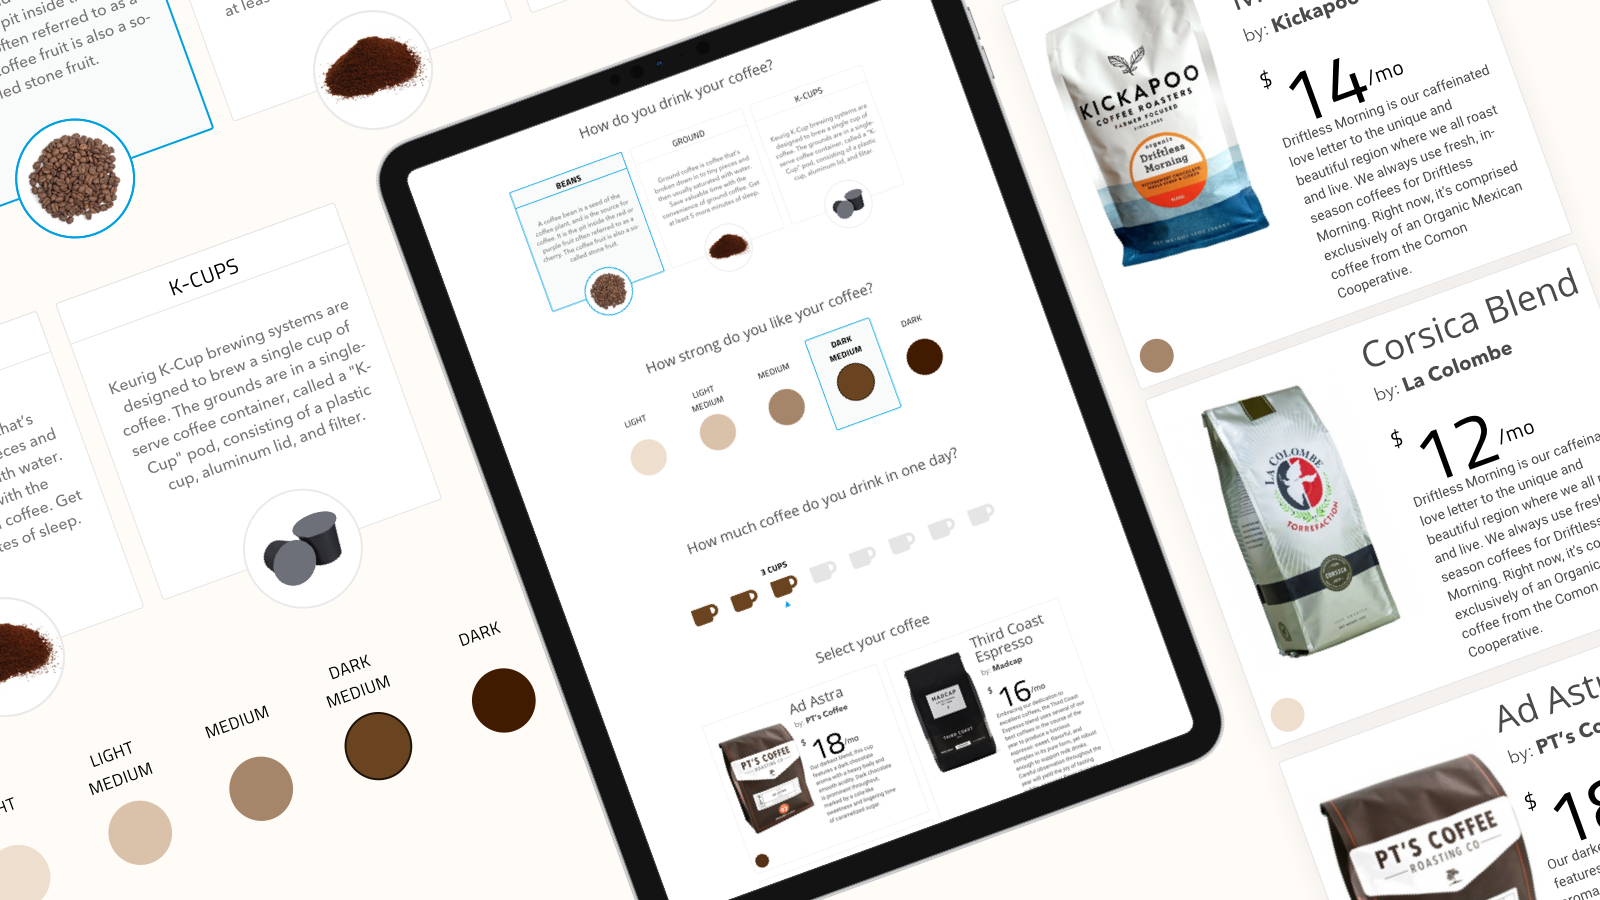 pit inside the
often referred to as a
coffee fruit is also a so-
led stone fruit.
at leas
K-CUPS
Keurig K-Cup brewing systems are
designed to brew a single cup of
coffee. The grounds are in a single-
serve coffee container, called a "K-
Cup" pod, consisting of a plastic
cup, aluminum lid, and filter.
that's
eces and
th water.
with the
coffee. Get
tes of sleep.
HT
LIGHT
MEDIUM
MEDIUM
DARK
MEDIUM
DARK
How do you drink your coffee?
BEANS
A coffee bean is a seed of the
coffee plant, and is the source for
coffee. It is the pit inside the red or
purple fruit often referred to as a
cherry. The coffee fruit is also a so-
called stone fruit.
GROUND
Ground coffee is coffee that's
broken down in to tiny pieces and
then usually saturated with water.
Save valuable time with the
convenience of ground coffee. Get
at least 5 more minutes of sleep.
K-CUPS
Keurig K-Cup brewing systems are
designed to brew a single cup of
coffee. The grounds are in a single-
serve coffee container, called a "K-
Cup" pod, consisting of a plastic
cup, aluminum lid, and filter.
How strong do you like your coffee?
LIGHT
LIGHT
MEDIUM
MEDIUM
DARK
MEDIUM
DARK
How much coffee do you drink in one day?
3 CUPS
Select your coffee
Ad Astra
by: PT's Coffee
$ 18/mo
Our darkest blend, this cup
features a dark chocolate
aroma with a heavy body and
smooth acidity. Dark chocolate
is prominent throughout,
marked by a cola-like
sweetness and lingering tone
of caramelized sugar
PT'S COFFEE
ROASTING CO
AD ASTRA
Third Coast
Espresso
by: Madcap
$ 16/mo
Embracing our dedication to
excellent coffees, the Third Coast
Espresso blend uses several of our
best coffees in the course of the
year to produce a luscious
espresso: sweet, flavorful, and
complex in its pure form, yet robust
enough to support milk drinks.
Careful observation throughout the
year will yield the joy of tasting
MADCAP
THIRD COAST
by: Kickapoo
$ 14/mo
Driftless Morning is our caffeinated
love letter to the unique and
beautiful region where we all roast
and live. We always use fresh, in-
season coffees for Driftless
Morning. Right now, it's comprised
exclusively of an Organic Mexican
coffee from the Comon
Cooperative.
KICKAPOO
COFFEE ROASTERS
FARMER FOCUSED
organic
Driftless
Morning
BLEND
Corsica Blend
by: La Colombe
$ 12/mo
Driftless Morning is our caffeina
love letter to the unique and
beautiful region where we all r
and live. We always use fresh
season coffees for Driftless
Morning. Right now, it's co
exclusively of an Organic
coffee from the Comon
Cooperative.
LA COLOMBE
TORREFACTION
CORSICA
Ad Astr
by: PT's Co
$ 18
Our darke
features
aroma
PT'S COFFEE
ROASTING CO